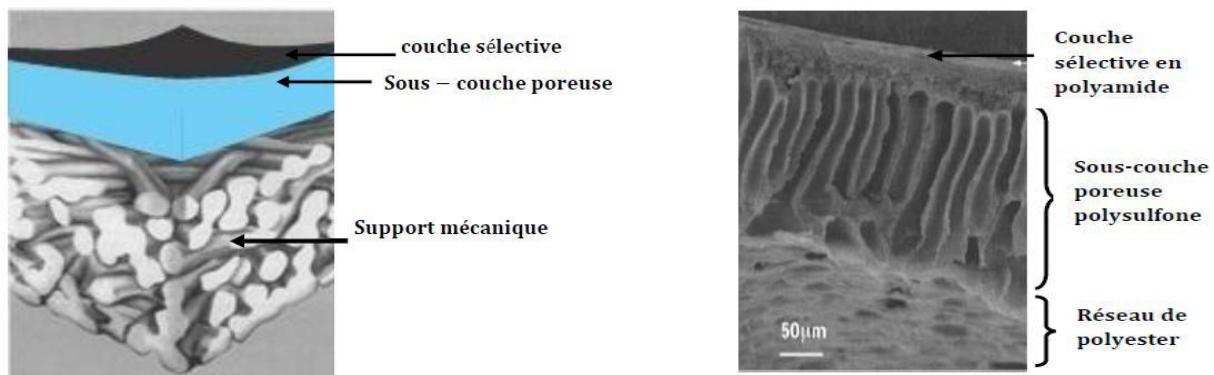 couche sélective
Sous – couche poreuse
Support mécanique
Couche
sélective en
polyamide
Sous-couche
poreuse
polysulfone
50µm
Réseau de
polyester